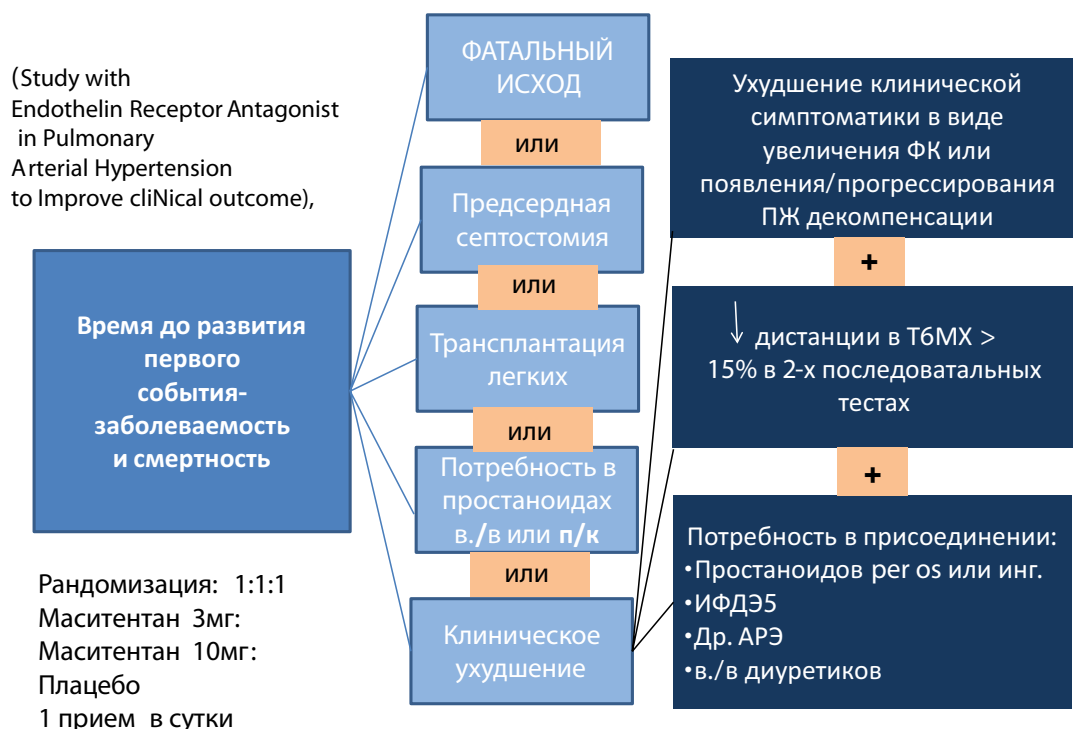 (Study with
Endothelin Receptor Antagonist
in Pulmonary
Arterial Hypertension
to Improve cliNical outcome),
Время до развития
первого
события-
заболеваемость
и смертность
Рандомизация: 1:1:1
Маситентан 3мг:
Маситентан 10мг:
Плацебо
1 прием в сутки
ФАТАЛЬНЫЙ
ИСХОД
или
Предсердная
септостомия
или
Трансплантация
легких
или
Потребность в
простаноидах
в./в или п/к
или
Клиническое
ухудшение
Ухудшение клинической
симптоматики в виде
увеличения ФК или
появления/прогрессирования
ПЖ декомпенсации
+
↓ дистанции в Т6МХ >
15% в 2-х последоватальных
тестах
+
Потребность в присоединении:
•Простаноидов per os или инг.
•ИФДЭ5
•Др. АРЭ
•в./в диуретиков